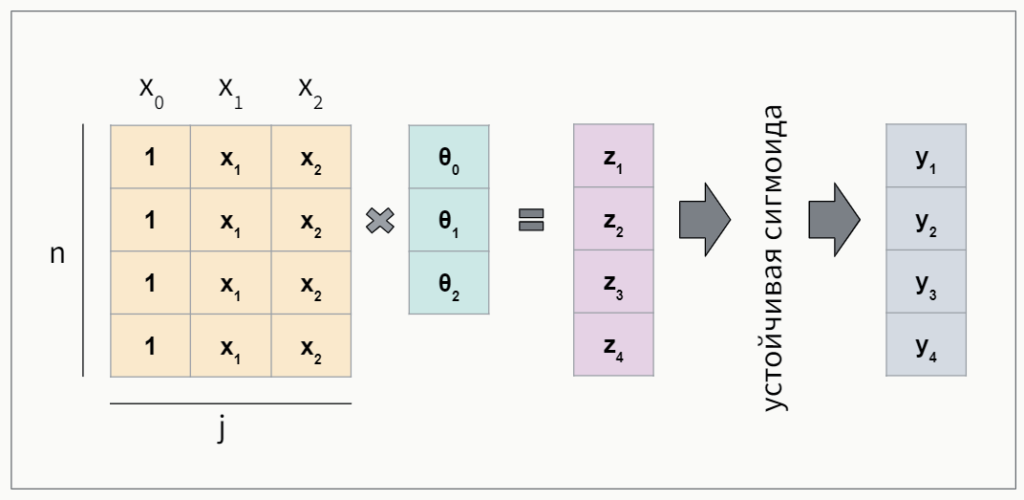 X₀ X₁ X₂
1 x₁ x₂ θ₀ z₁ y₁
1 x₁ x₂ θ₁ z₂ y₂
1 x₁ x₂ θ₂ z₃ y₃
1 x₁ x₂ z₄ y₄
n
j
устойчивая сигмоида